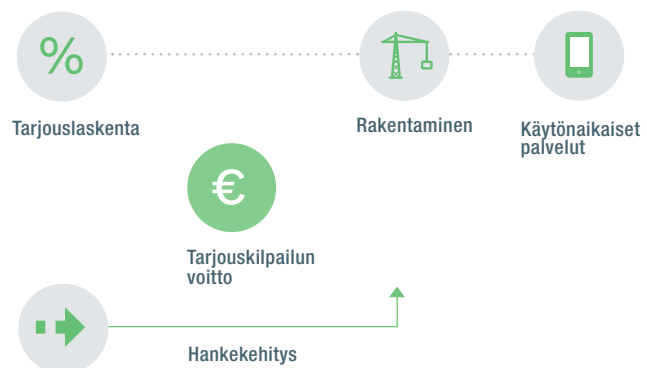 %
Tarjouslaskenta
Rakentaminen
Käytönaikaiset
palvelut
€
Tarjouskilpailun
voitto
Hankekehitys